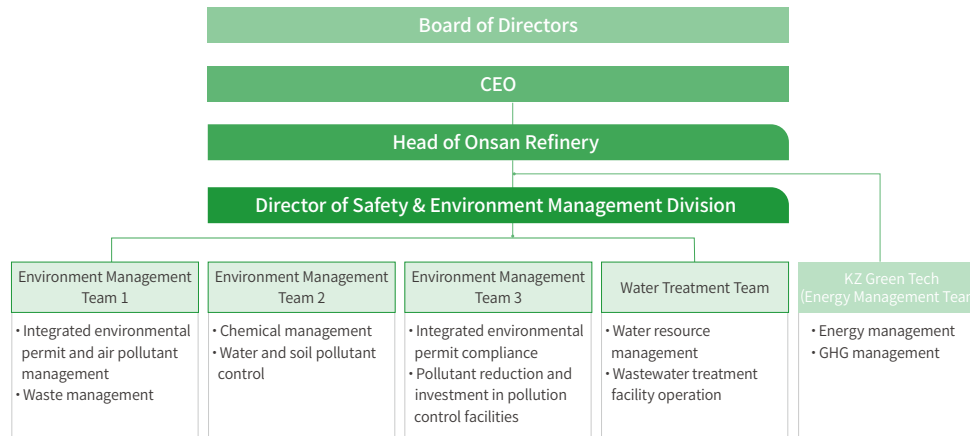 Board of Directors
CEO
Head of Onsan Refinery
Director of Safety & Environment Management Division
Environment Management
Team 1
• Integrated environmental
permit and air pollutant
management
• Waste management
Environment Management
Team 2
• Chemical management
• Water and soil pollutant
control
Environment Management
Team 3
• Integrated environmental
permit compliance
• Pollutant reduction and
investment in pollution
control facilities
Water Treatment Team
• Water resource
management
• Wastewater treatment
facility operation
KZ Green Tech
(Energy Management Team
• Energy management
• GHG management